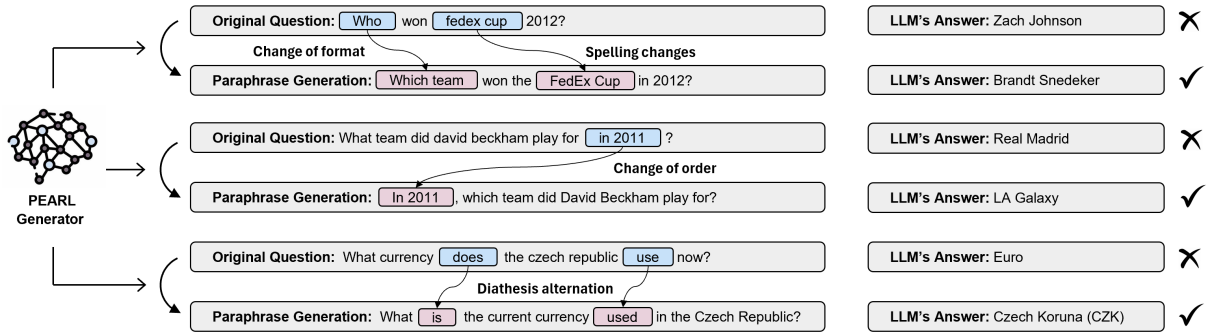 Original Question: Who won fedex cup 2012?
LLM's Answer: Zach Johnson
Change of format
Spelling changes
Paraphrase Generation: Which team won the FedEx Cup in 2012?
LLM's Answer: Brandt Snedeker
Original Question: What team did david beckham play for in 2011 ?
LLM's Answer: Real Madrid
Change of order
Paraphrase Generation: In 2011 , which team did David Beckham play for?
LLM's Answer: LA Galaxy
PEARL
Generator
Original Question: What currency does the czech republic use now?
LLM's Answer: Euro
Diathesis alternation
Paraphrase Generation: What is the current currency used in the Czech Republic?
LLM's Answer: Czech Koruna (CZK)